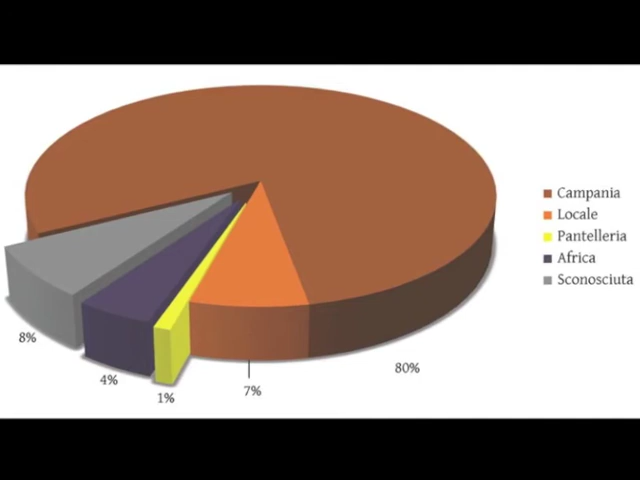 Campania
Locale
Pantelleria
Africa
Sconosciuta
8%
4%
1%
7%
80%